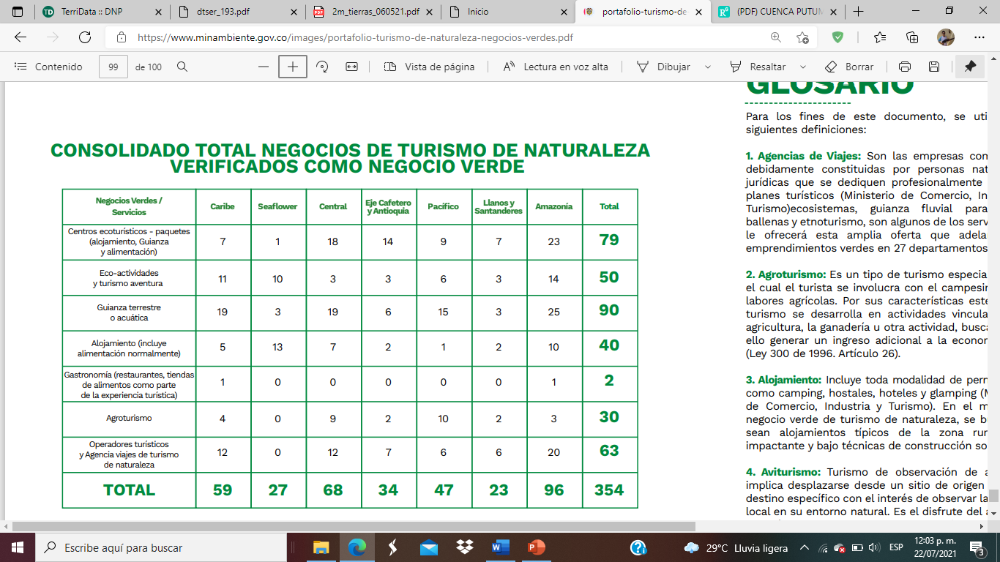 TerriData :: DNP
dtser_193.pdf
2m_tierras_060521.pdf
Inicio
portafolio-turismo-de-
(PDF) CUENCA PUTUM
https://www.minambiente.gov.co/images/portafolio-turismo-de-naturaleza-negocios-verdes.pdf
Contenido 99 de 100 Vista de página Lectura en voz alta Dibujar Resaltar Borrar
CONSOLIDADO TOTAL NEGOCIOS DE TURISMO DE NATURALEZA
VERIFICADOS COMO NEGOCIO VERDE
Negocios Verdes /
Servicios
Caribe
Seaflower
Central
Eje Cafetero
y Antioquia
Pacífico
Llanos y
Santanderes
Amazonía
Total
Centros ecoturísticos - paquetes
(alojamiento, Guianza
y alimentación)
7 1 18 14 9 7 23 79
Eco-actividades
y turismo aventura
11 10 3 3 6 3 14 50
Guianza terrestre
o acuática
19 3 19 6 15 3 25 90
Alojamiento (incluye
alimentación normalmente)
5 13 7 2 1 2 10 40
Gastronomía (restaurantes, tiendas
de alimentos como parte
de la experiencia turística)
1 0 0 0 0 0 1 2
Agroturismo 4 0 9 2 10 2 3 30
Operadores turísticos
y Agencia viajes de turismo
de naturaleza
12 0 12 7 6 6 20 63
TOTAL 59 27 68 34 47 23 96 354
GLOSARIO
Para los fines de este documento, se uti
siguientes definiciones:
1. Agencias de Viajes: Son las empresas com
debidamente constituidas por personas nat
jurídicas que se dediquen profesionalmente
planes turísticos (Ministerio de Comercio, In
Turismo)ecosistemas, guianza fluvial para
ballenas y etnoturismo, son algunos de los serv
le ofrecerá esta amplia oferta que adela
emprendimientos verdes en 27 departamentos
2. Agroturismo: Es un tipo de turismo especia
el cual el turista se involucra con el campesin
labores agrícolas. Por sus características este
turismo se desarrolla en actividades vincula
agricultura, la ganadería u otra actividad, busca
ello generar un ingreso adicional a la econor
(Ley 300 de 1996. Artículo 26).
3. Alojamiento: Incluye toda modalidad de perr
como camping, hostales, hoteles y glamping (M
de Comercio, Industria y Turismo). En el m
negocio verde de turismo de naturaleza, se b
sean alojamientos típicos de la zona rur
impactante y bajo técnicas de construcción so
4. Aviturismo: Turismo de observación de a
implica desplazarse desde un sitio de origen
destino específico con el interés de observar la
local en su entorno natural. Es el disfrute del a
Escribe aquí para buscar
29°C Lluvia ligera
ESP
12:03 p. m.
22/07/2021
3